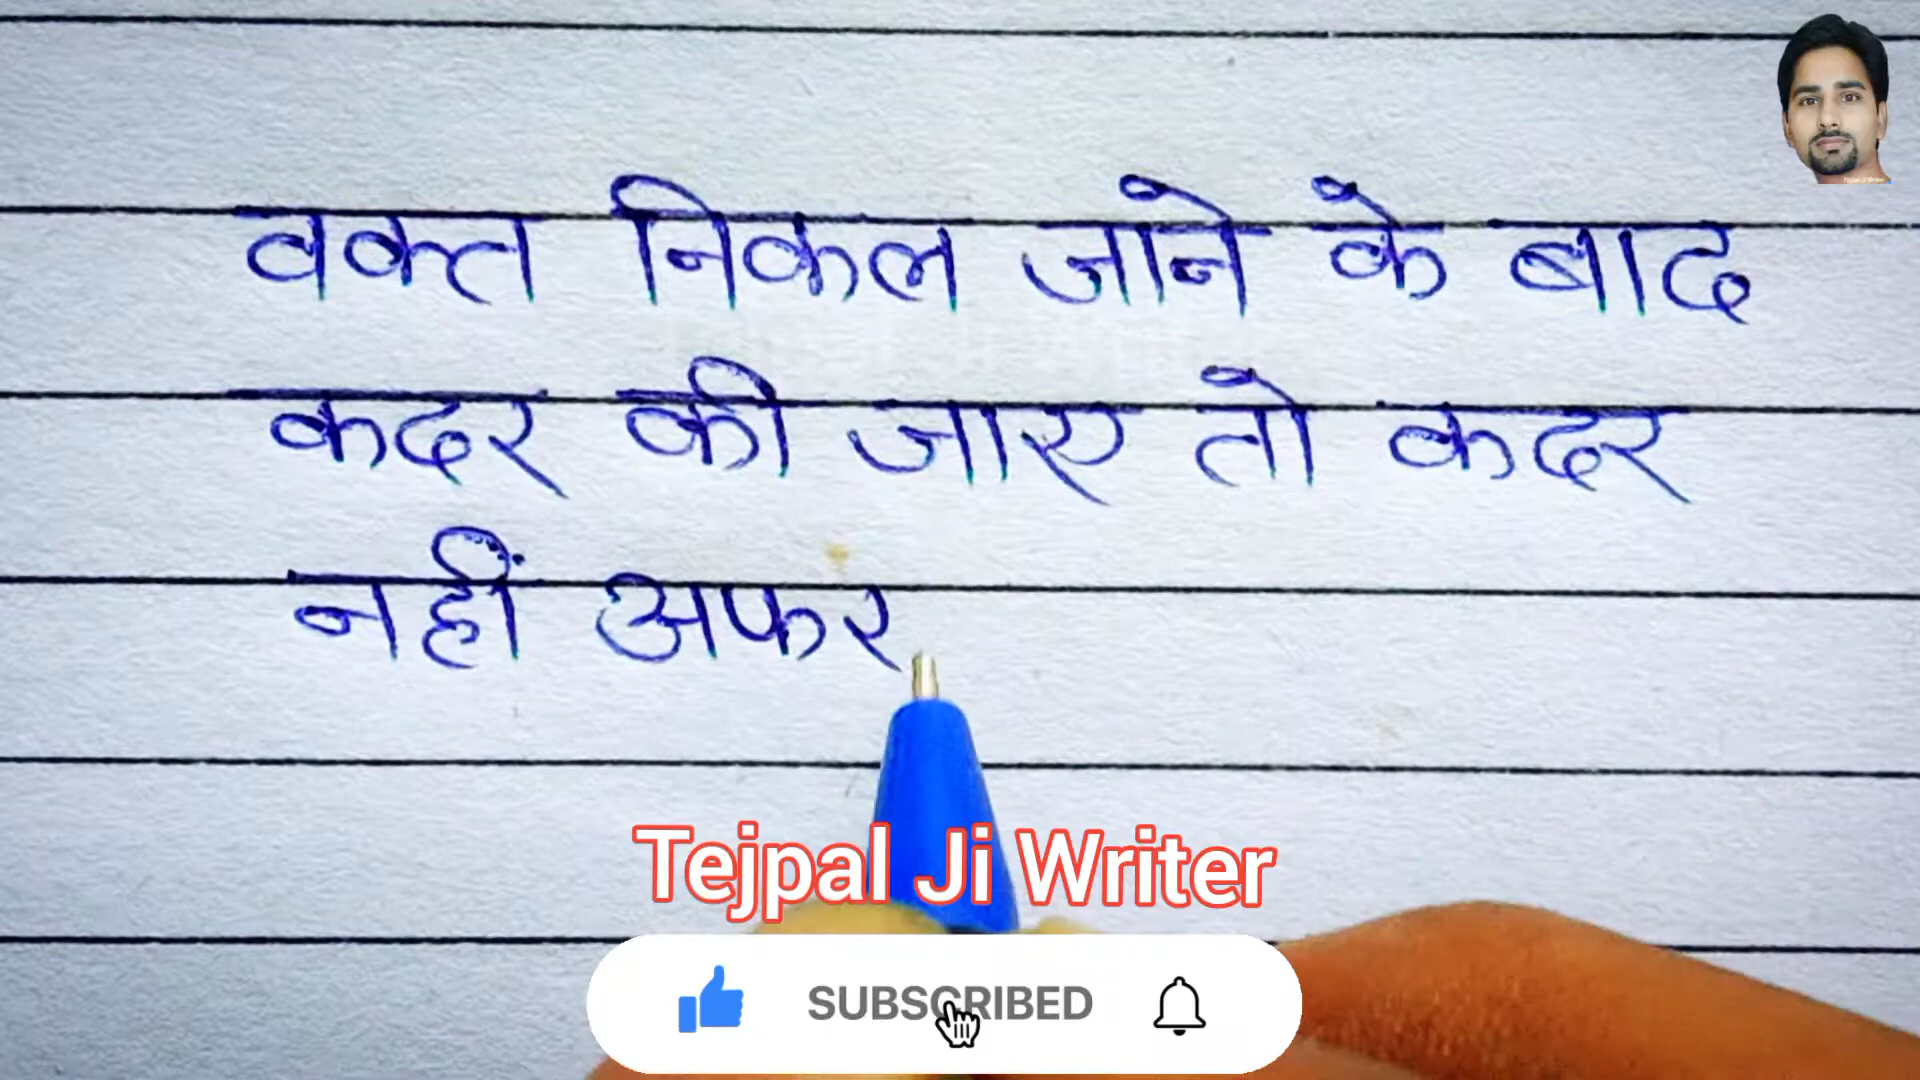 वक्त निकल जाने के बाद
कदर की जाए तो कदर
नहीं अफर
Tejpal Ji Writer
SUBSCRIBED